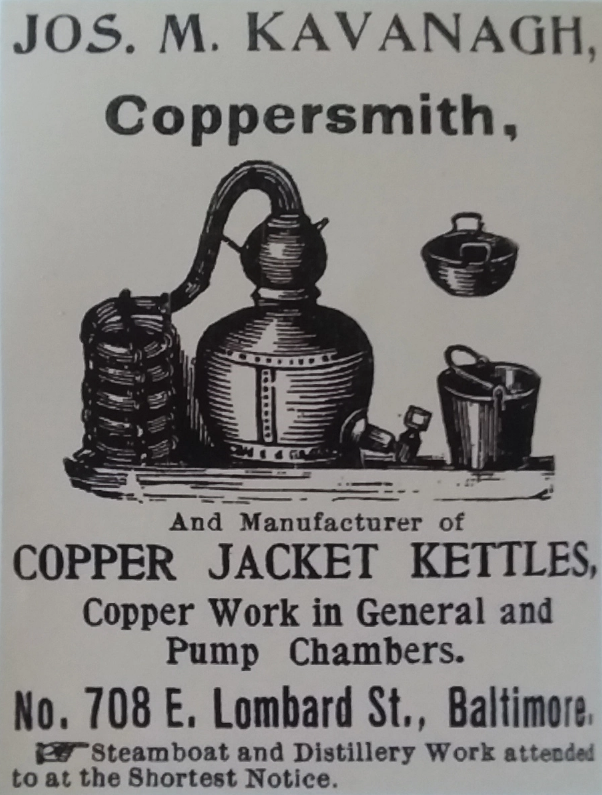 JOS. M. KAVANAGH,
Coppersmith,
And Manufacturer of
COPPER JACKET KETTLES,
Copper Work in General and
Pump Chambers.
No. 708 E. Lombard St., Baltimore.
☞Steamboat and Distillery Work attended
to at the Shortest Notice.